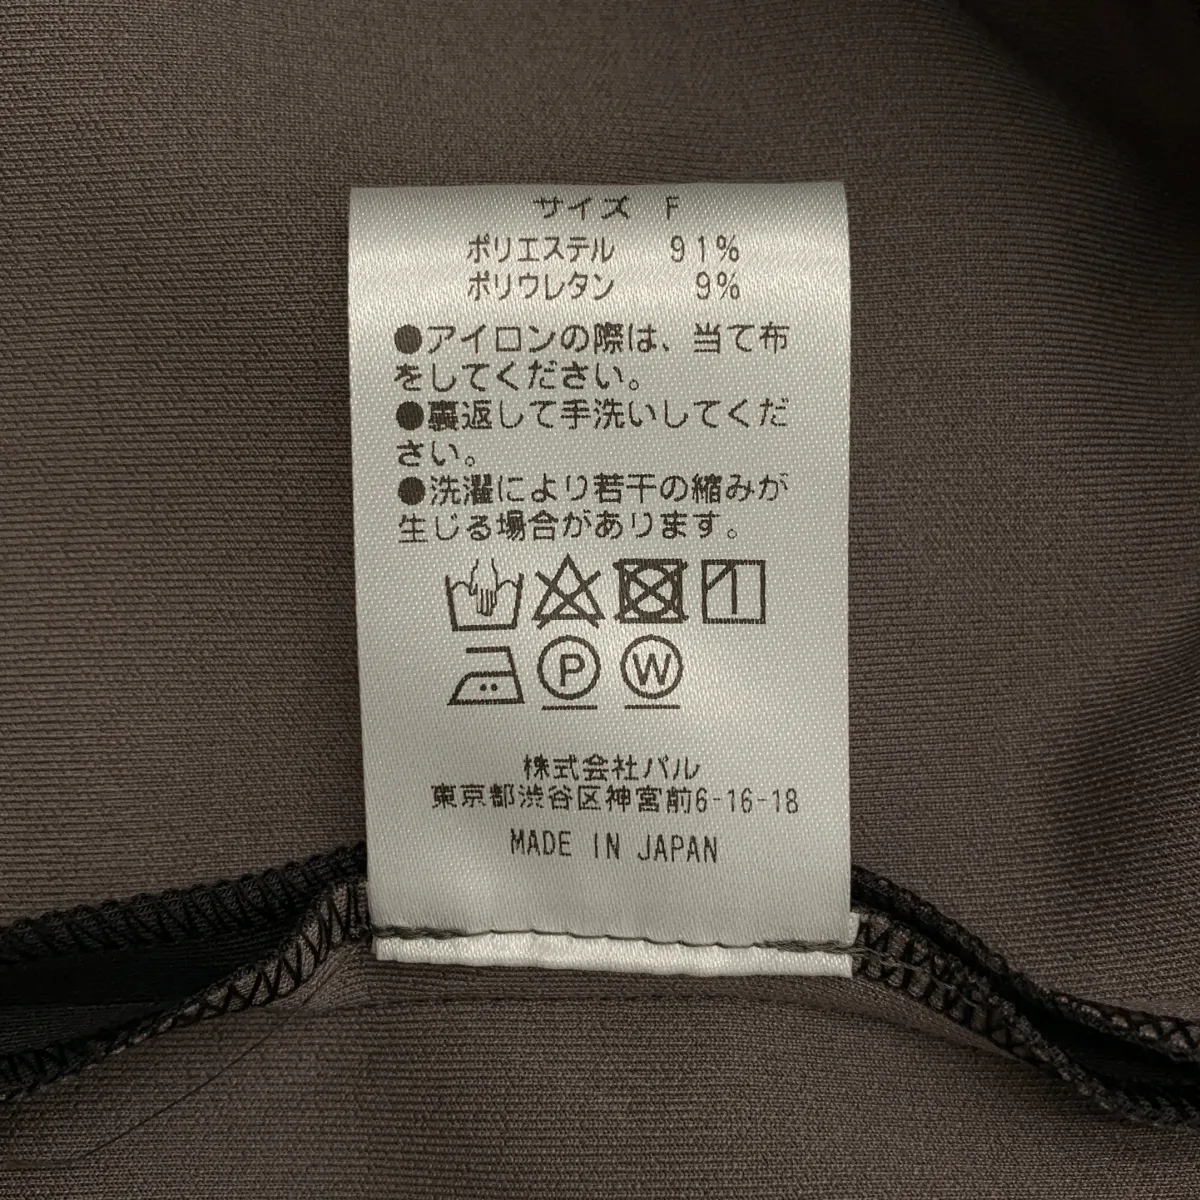 サイズ F
ポリエステル 91%
ポリウレタン 9%
●アイロンの際は、当て布
をしてください。
●裏返して手洗いしてくだ
さい。
●洗濯により若干の縮みが
生じる場合があります。
P W
株式会社パル
東京都渋谷区神宮前6-16-18
MADE IN JAPAN